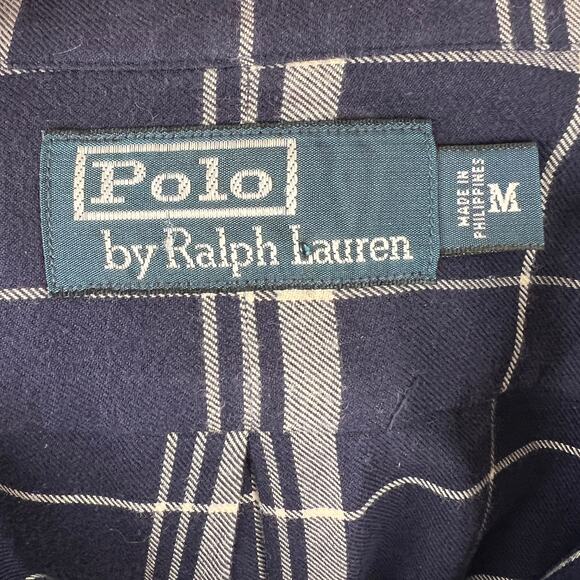 Polo
by Ralph Lauren
MADE IN
PHILIPPINES
M